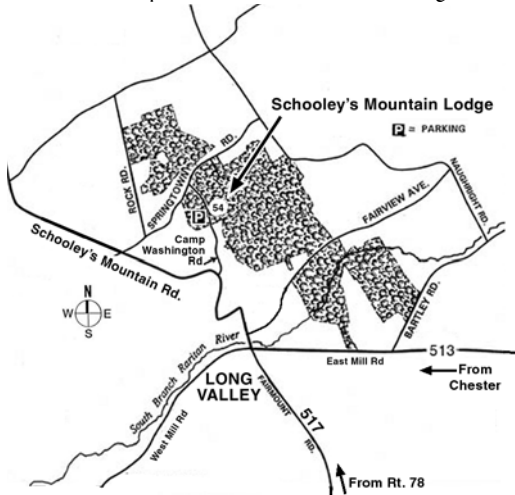 Schooley's Mountain Lodge
P = PARKING
ROCK RD.
SPRINGTOWN RD.
54
P
NAUGHRIGHT RD.
FAIRVIEW AVE.
Camp
Washington
Rd.
Schooley's Mountain Rd.
N
W E
S
BARTLEY RD.
South Branch Raritan River
513
East Mill Rd
From
Chester
LONG
VALLEY
FAIRMOUNT RD.
517
West Mill Rd
From Rt. 78